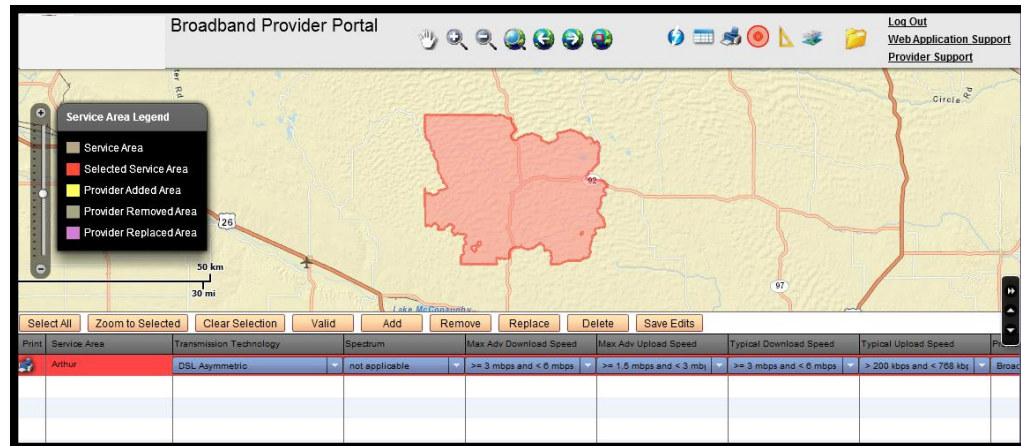 Broadband Provider Portal
Log Out
Web Application Support
Provider Support
ter Rd
Circle Rd
Service Area Legend
Service Area
Selected Service Area
Provider Added Area
Provider Removed Area
Provider Replaced Area
92
26
50 km
30 mi
97
Lake McConaughy
Select All Zoom to Selected Clear Selection Valid Add Remove Replace Delete Save Edits
Print Service Area Transmission Technology Spectrum Max Adv Download Speed Max Adv Upload Speed Typical Download Speed Typical Upload Speed
Arthur DSL Asymmetric not applicable >= 3 mbps and < 6 mbps >= 1.5 mbps and < 3 mb >= 3 mbps and < 6 mbps > 200 kbps and < 768 kb Broad